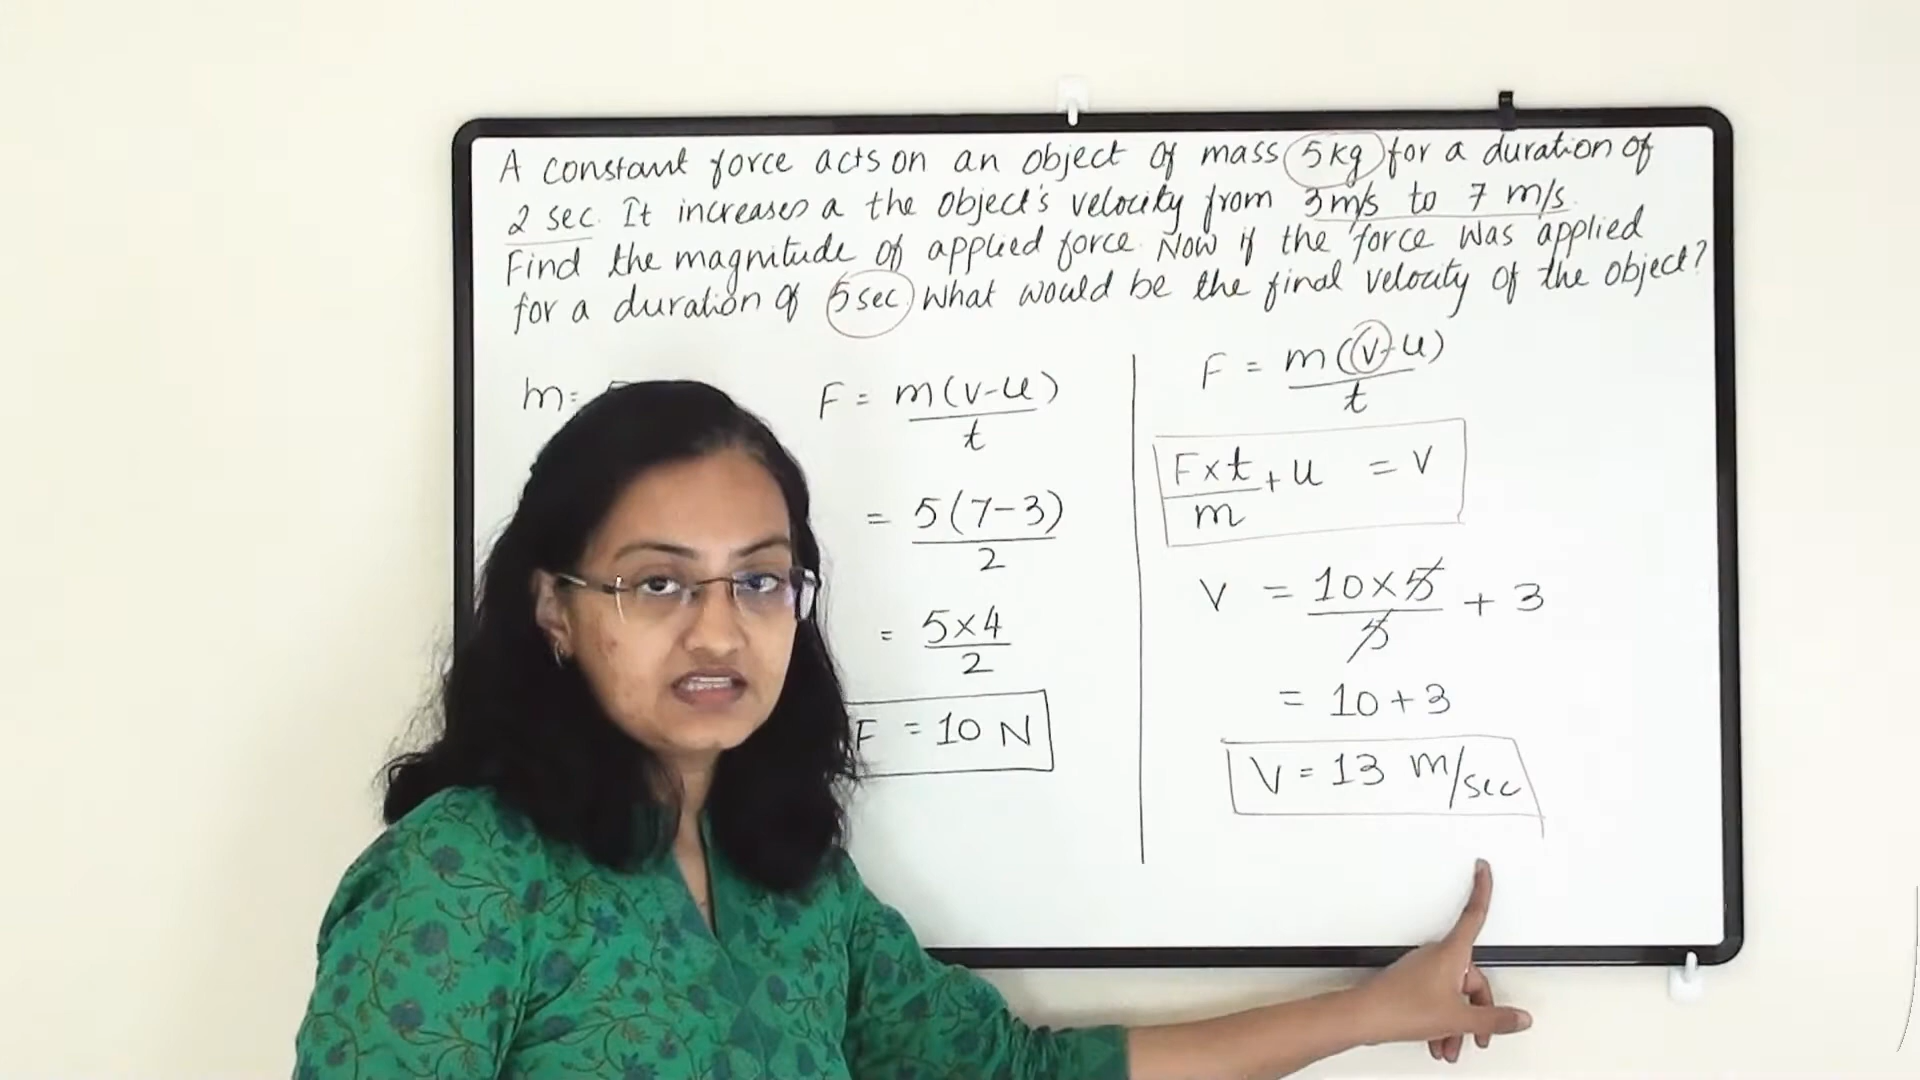 A constant force acts on an object of mass 5kg for a duration of
2 sec. It increases a the object's velocity from 3m/s to 7 m/s.
Find the magnitude of applied force. Now if the force was applied
for a duration of 5sec What would be the final velocity of the object?
m=
F = m(v-u)
t
= 5(7-3)
2
= 5×4
2
F = 10 N
F = m(v-u)
t
F×t + u = v
m
V = 10×5 + 3
5
= 10+3
V = 13 m/sec